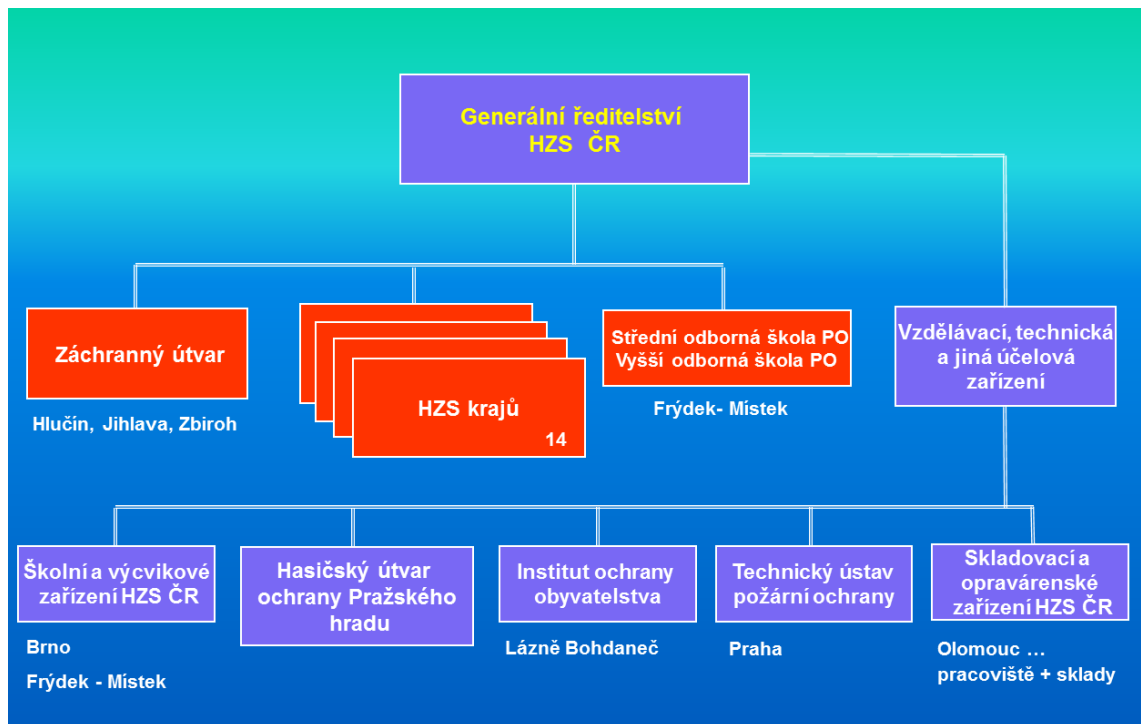 Generální ředitelství
HZS ČR
Záchranný útvar
Hlučín, Jihlava, Zbiroh
HZS krajů
14
Střední odborná škola PO
Vyšší odborná škola PO
Frýdek- Místek
Vzdělávací, technická
a jiná účelová
zařízení
Školní a výcvikové
zařízení HZS ČR
Brno
Frýdek - Místek
Hasičský útvar
ochrany Pražského
hradu
Institut ochrany
obyvatelstva
Lázně Bohdaneč
Technický ústav
požární ochrany
Praha
Skladovací a
opravárenské
zařízení HZS ČR
Olomouc ...
pracoviště + sklady